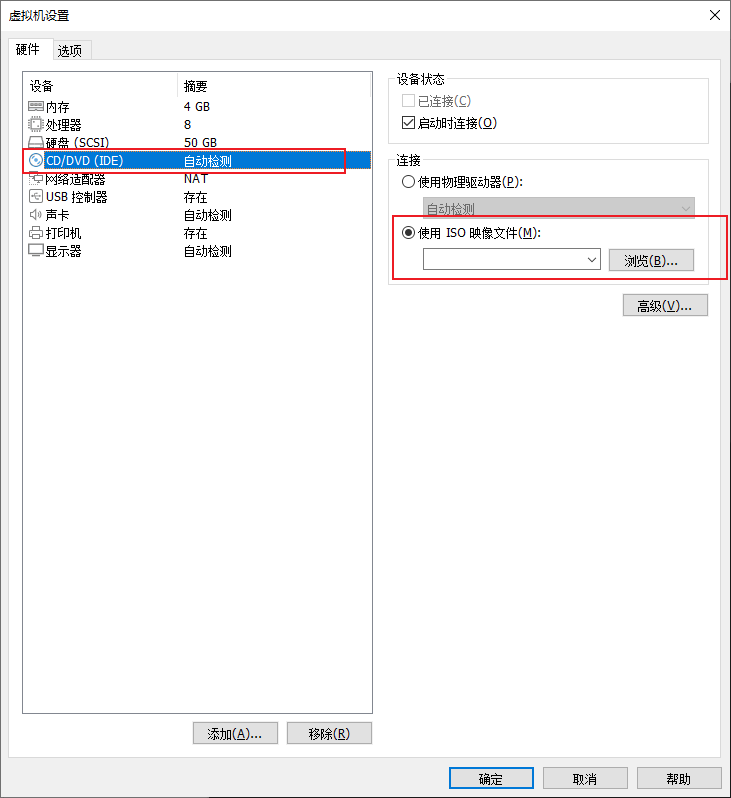 虚拟机设置
硬件 选项
设备 摘要
内存 4 GB
处理器 8
硬盘 (SCSI) 50 GB
CD/DVD (IDE) 自动检测
网络适配器 NAT
USB 控制器 存在
声卡 自动检测
打印机 存在
显示器 自动检测
添加(A)... 移除(R)
设备状态
已连接(C)
启动时连接(O)
连接
使用物理驱动器(P):
自动检测
使用 ISO 映像文件(M):
浏览(B)...
高级(V)...
确定 取消 帮助